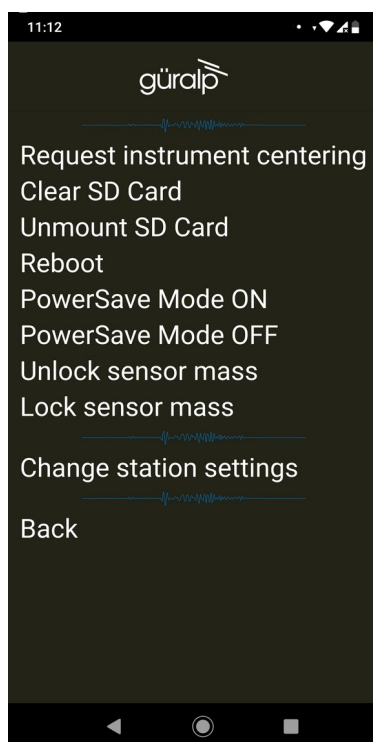 11:12
güralp
Request instrument centering
Clear SD Card
Unmount SD Card
Reboot
PowerSave Mode ON
PowerSave Mode OFF
Unlock sensor mass
Lock sensor mass
Change station settings
Back